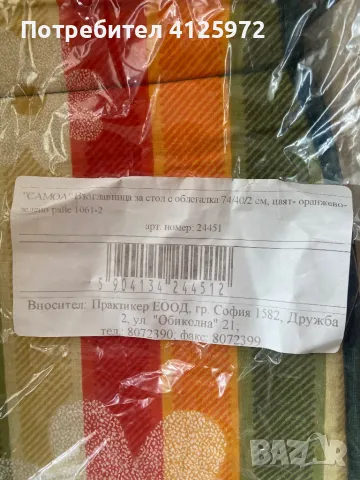 Потребител 4125972
"САМОА" Възглавница за стол с облегалка 74/40/2 см, цвят- оранжево-
зелено райе 1061-2
арт. номер: 24451
5 904134 244512
Вносител: Практикер ЕООД, гр. София 1582, Дружба
2, ул. "Обиколна" 21,
тел.: 8072390, факс: 8072399
BAZAR